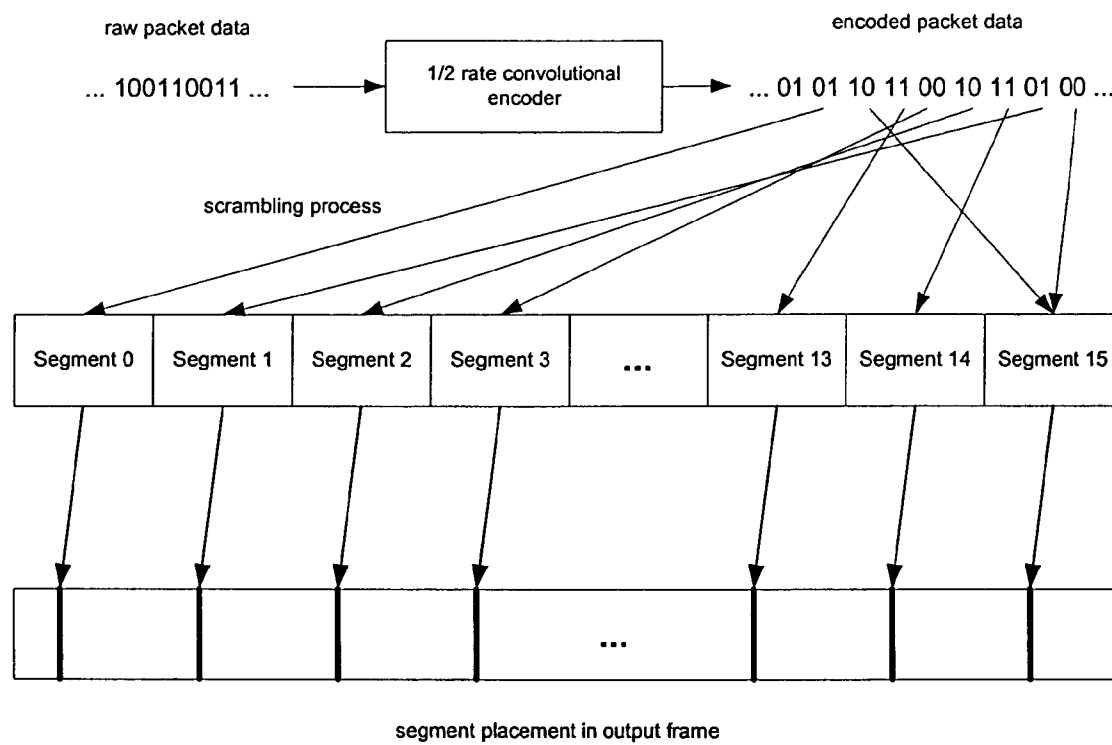 raw packet data
encoded packet data
... 100110011 ...
1/2 rate convolutional
encoder
... 01 01 10 11 00 10 11 01 00 ...
scrambling process
Segment 0
Segment 1
Segment 2
Segment 3
...
Segment 13
Segment 14
Segment 15
...
segment placement in output frame